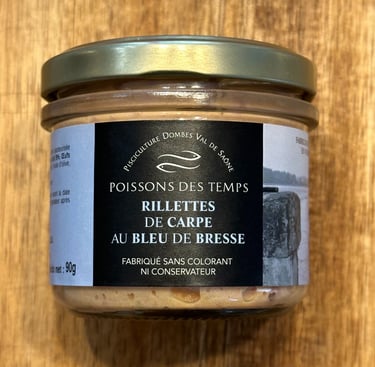 PISCICULTURE DOMBES VAL DE SAÔNE
POISSONS DES TEMPS
RILLETTES
DE CARPE
AU BLEU DE BRESSE
FABRIQUÉ SANS COLORANT
NI CONSERVATEUR
net : 90g